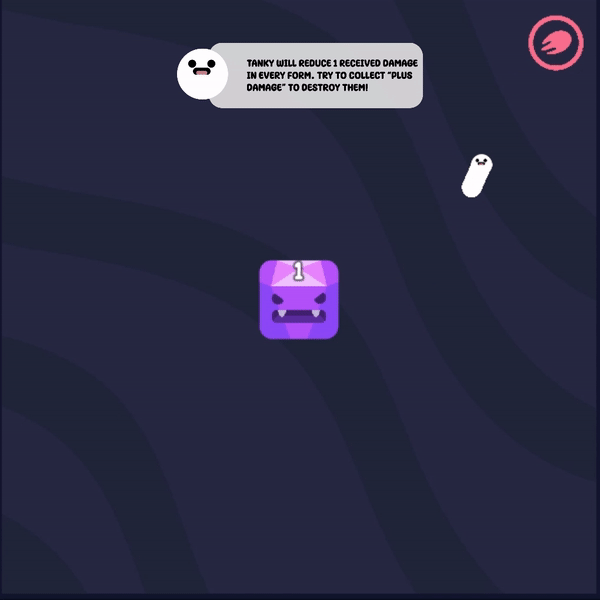 TANKY WILL REDUCE 1 RECEIVED DAMAGE
IN EVERY FORM. TRY TO COLLECT "PLUS
DAMAGE" TO DESTROY THEM!
1